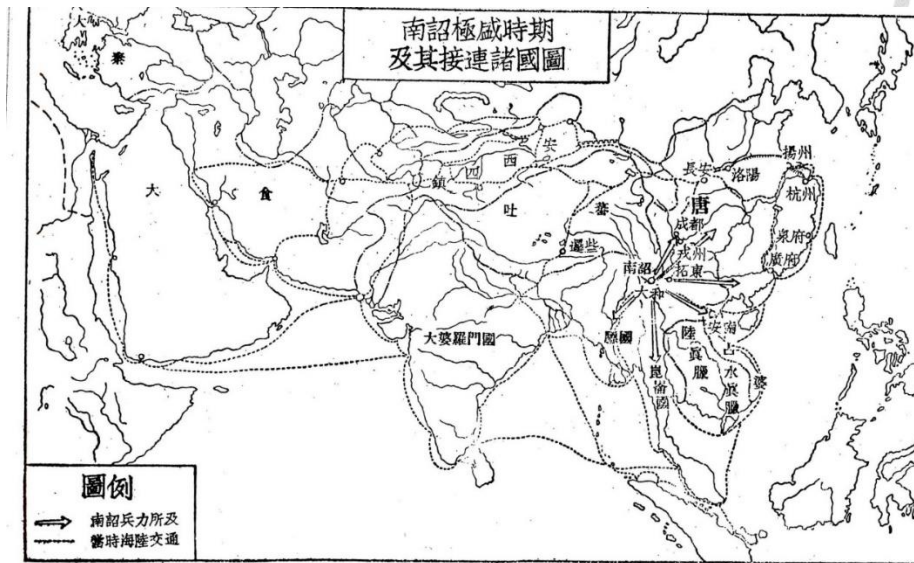 南詔極盛時期
及其接連諸國圖
大
秦
大
食
鎮
四
西
安
吐
蕃
邏些
長安
洛陽
揚州
杭州
唐
成都
戎州
拓東
泉府
廣府
南詔
大和
安南
大婆羅門國
驃國
崑崙國
陸真臘
水真臘
占
婆
圖例
南詔兵力所及
當時海陸交通